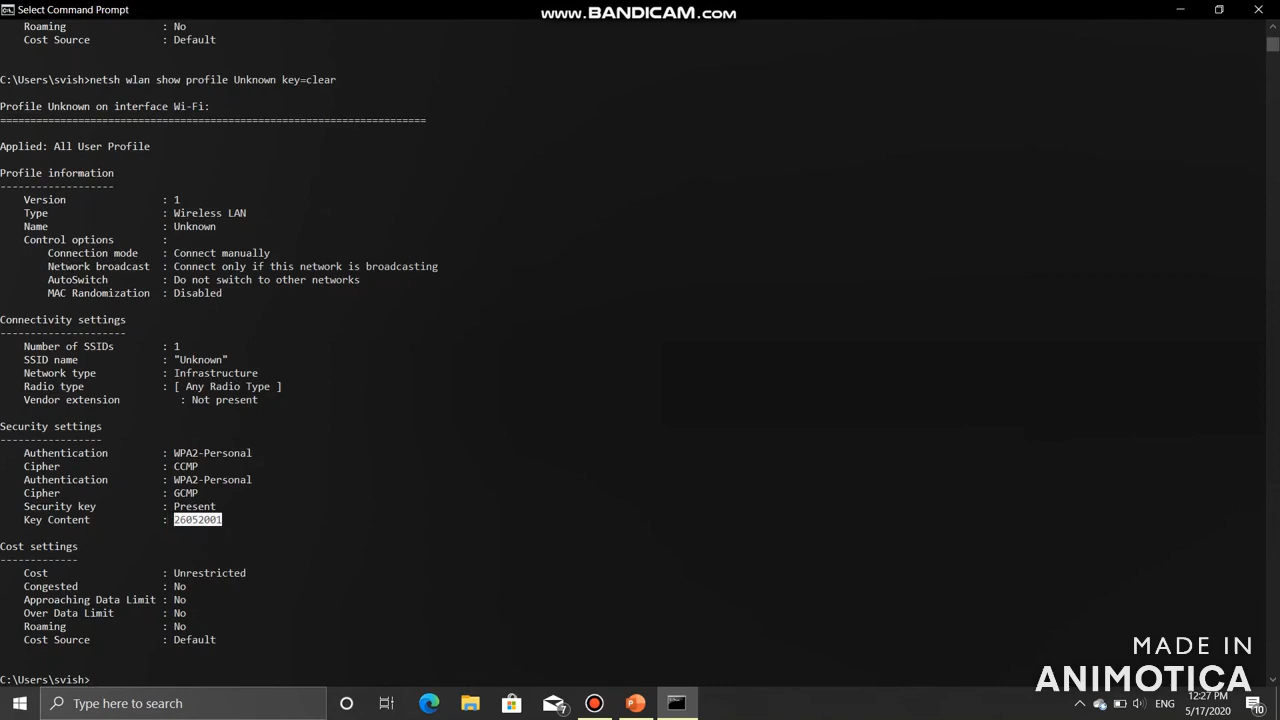 Select Command Prompt
www.BANDICAM.com
Roaming : No
Cost Source : Default
C:\Users\svish>netsh wlan show profile Unknown key=clear
Profile Unknown on interface Wi-Fi:
=======================================================================
Applied: All User Profile
Profile information
-------------------
Version : 1
Type : Wireless LAN
Name : Unknown
Control options :
Connection mode : Connect manually
Network broadcast : Connect only if this network is broadcasting
AutoSwitch : Do not switch to other networks
MAC Randomization : Disabled
Connectivity settings
---------------------
Number of SSIDs : 1
SSID name : "Unknown"
Network type : Infrastructure
Radio type : [ Any Radio Type ]
Vendor extension : Not present
Security settings
-----------------
Authentication : WPA2-Personal
Cipher : CCMP
Authentication : WPA2-Personal
Cipher : GCMP
Security key : Present
Key Content : 26052001
Cost settings
-------------
Cost : Unrestricted
Congested : No
Approaching Data Limit : No
Over Data Limit : No
Roaming : No
Cost Source : Default
C:\Users\svish>
MADE IN
ANIMOTICA
Type here to search
7
ENG
12:27 PM
5/17/2020
10